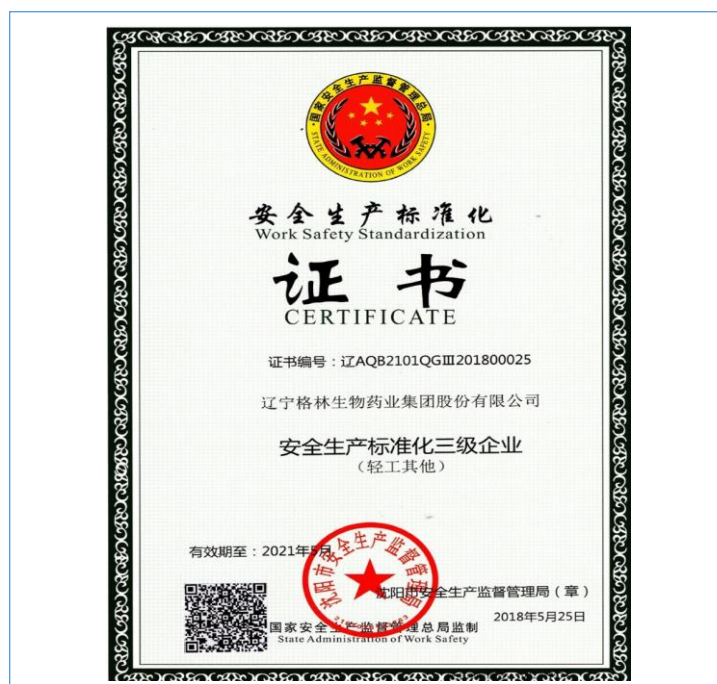 ·国家安全生产监督管理总局·
STATE ADMINISTRATION OF WORK SAFETY
安全生产标准化
Work Safety Standardization
证书
CERTIFICATE
证书编号：辽AQB2101QGⅢ201800025
辽宁格林生物药业集团股份有限公司
安全生产标准化三级企业
（轻工其他）
有效期至：2021年5月
沈阳市安全生产监督管理局
沈阳市安全生产监督管理局（章）
2018年5月25日
国家安全生产监督管理总局监制
State Administration of Work Safety